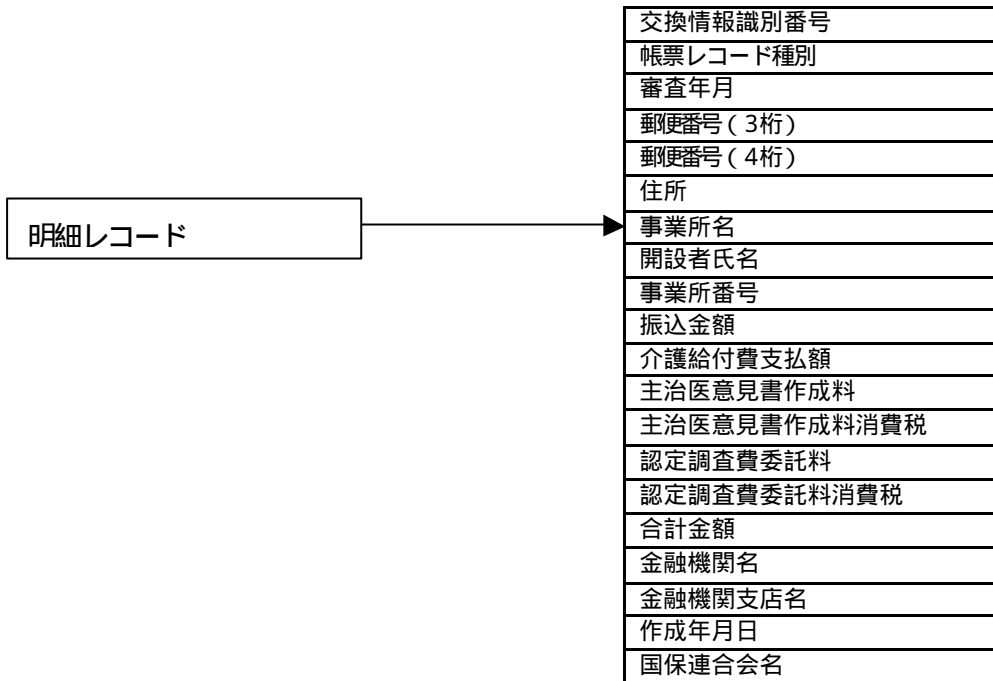 明細レコード
交換情報識別番号
帳票レコード種別
審査年月
郵便番号(3桁)
郵便番号(4桁)
住所
事業所名
開設者氏名
事業所番号
振込金額
介護給付費支払額
主治医意見書作成料
主治医意見書作成料消費税
認定調査費委託料
認定調査費委託料消費税
合計金額
金融機関名
金融機関支店名
作成年月日
国保連合会名